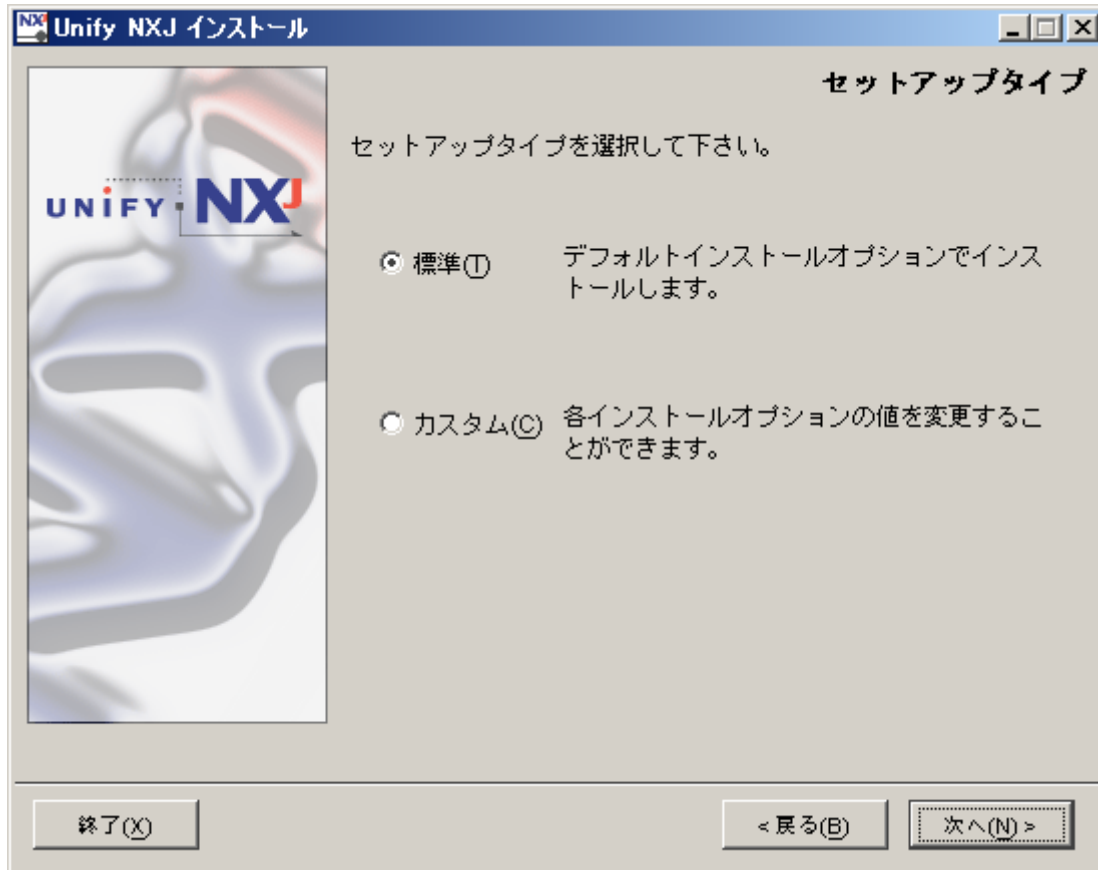 Unify NXJ インストール
セットアップタイプ
セットアップタイプを選択して下さい。
UNiFY NXJ
標準(T)
デフォルトインストールオプションでインス
トールします。
カスタム(C)
各インストールオプションの値を変更するこ
とができます。
終了(X)
< 戻る(B)
次へ(N) >